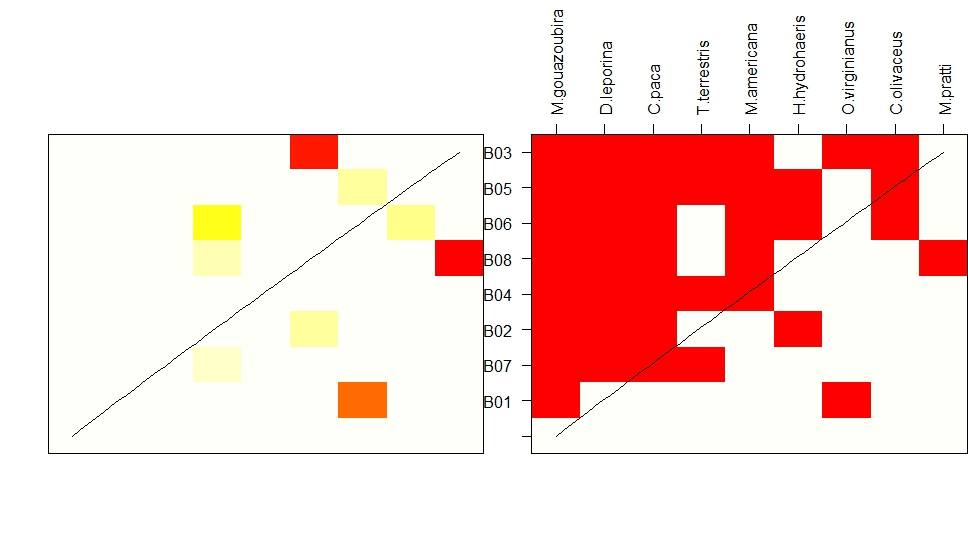 M.gouazoubira
D.leporina
C.paca
T.terrestris
M.americana
H.hydrohaeris
O.virginianus
C.olivaceus
M.pratti
B03
B05
B06
B08
B04
B02
B07
B01